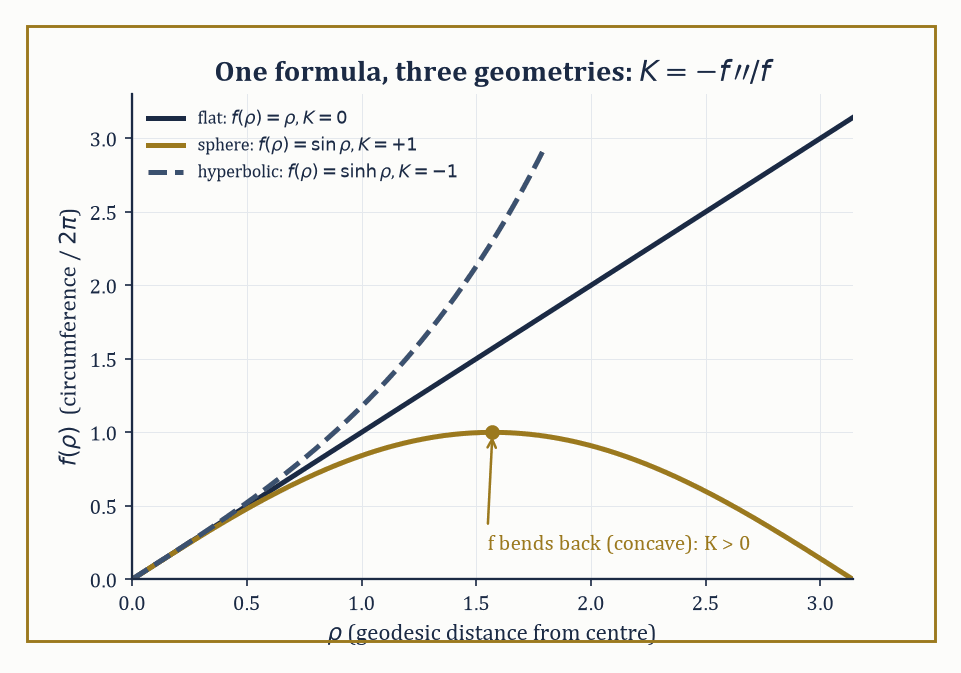 One formula, three geometries: K = −f″/f
flat: f(ρ) = ρ, K = 0
sphere: f(ρ) = sin ρ, K = +1
hyperbolic: f(ρ) = sinh ρ, K = −1
f(ρ) (circumference / 2π)
3.0
2.5
2.0
1.5
1.0
0.5
0.0
f bends back (concave): K > 0
0.0 0.5 1.0 1.5 2.0 2.5 3.0
ρ (geodesic distance from centre)